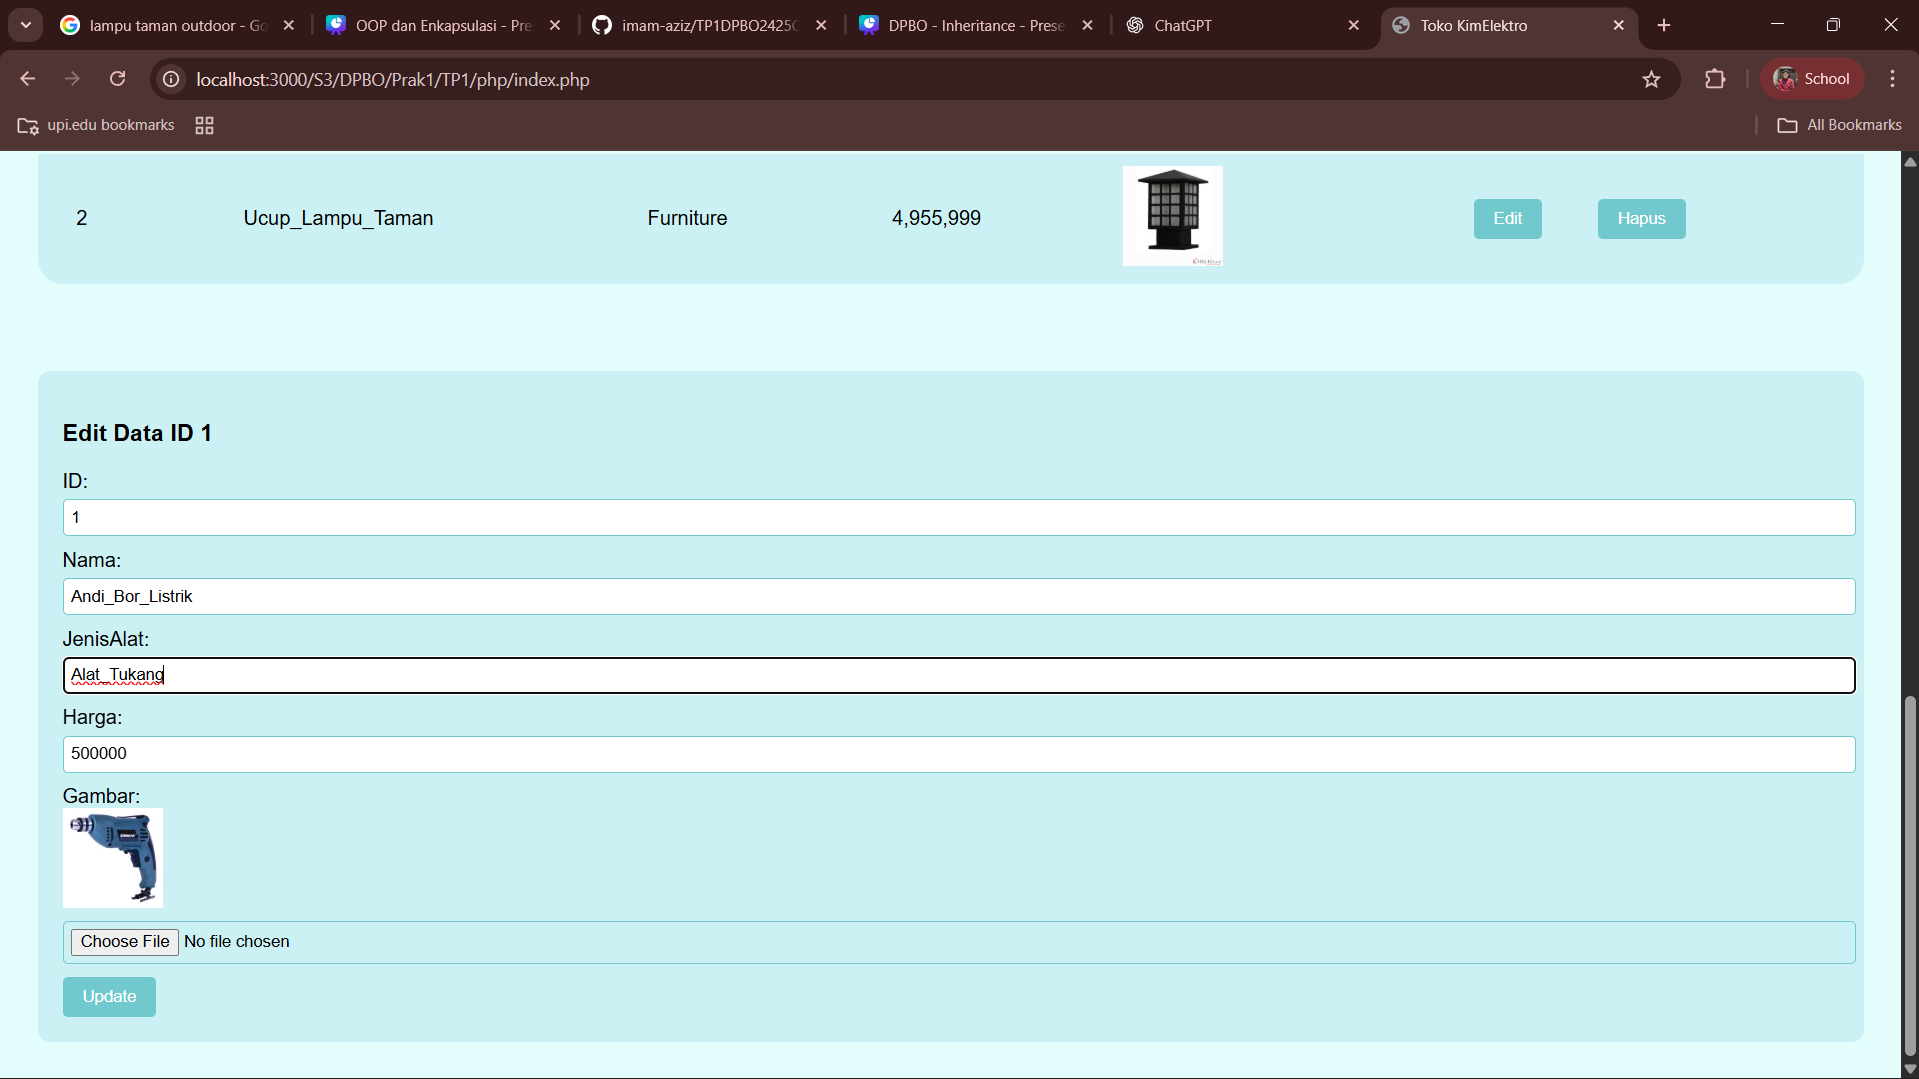 lampu taman outdoor - Go
OOP dan Enkapsulasi - Pre
imam-aziz/TP1DPBO2425C
DPBO - Inheritance - Prese
ChatGPT
Toko KimElektro
localhost:3000/S3/DPBO/Prak1/TP1/php/index.php
School
upi.edu bookmarks
All Bookmarks
2 Ucup_Lampu_Taman Furniture 4,955,999 Edit Hapus
Edit Data ID 1
ID:
1
Nama:
Andi_Bor_Listrik
JenisAlat:
Alat_Tukang
Harga:
500000
Gambar:
Choose File No file chosen
Update